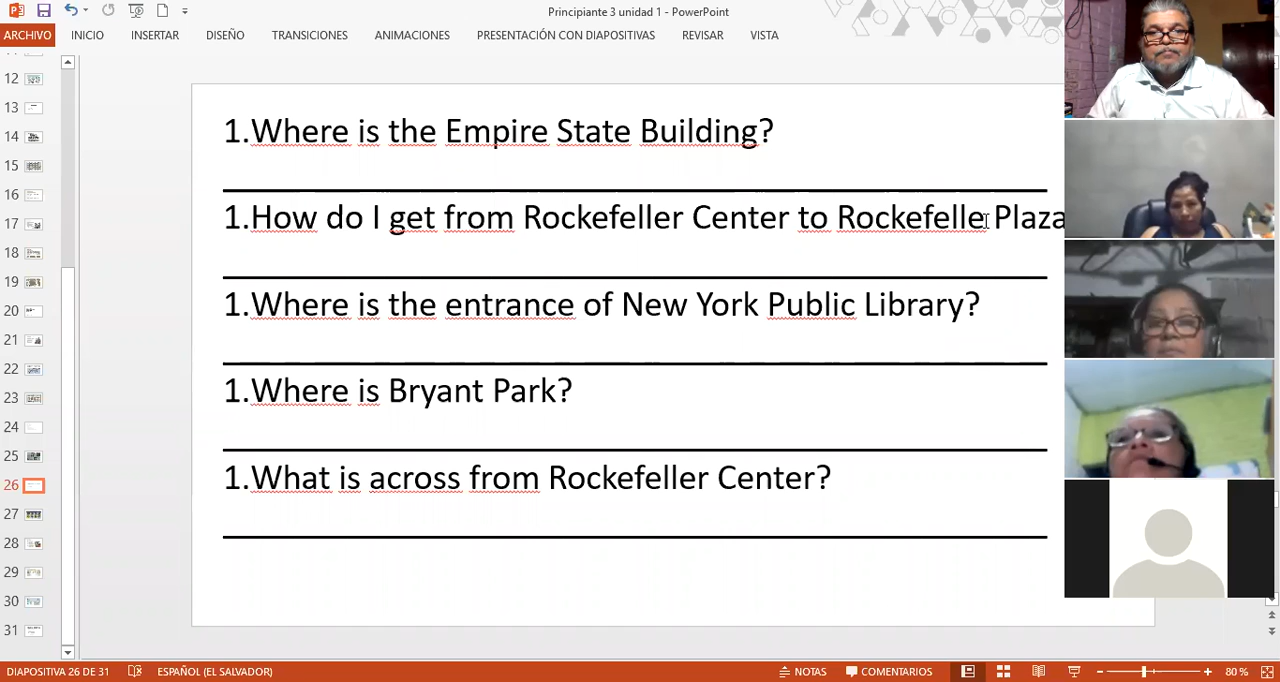 Principiante 3 unidad 1 - PowerPoint
ARCHIVO INICIO INSERTAR DISEÑO TRANSICIONES ANIMACIONES PRESENTACIÓN CON DIAPOSITIVAS REVISAR VISTA
12
13
14
15
16
17
18
19
20
21
22
23
24
25
26
27
28
29
30
31
1.Where is the Empire State Building?
1.How do I get from Rockefeller Center to Rockefelle Plaza
1.Where is the entrance of New York Public Library?
1.Where is Bryant Park?
1.What is across from Rockefeller Center?
DIAPOSITIVA 26 DE 31 ESPAÑOL (EL SALVADOR) NOTAS COMENTARIOS 80 %